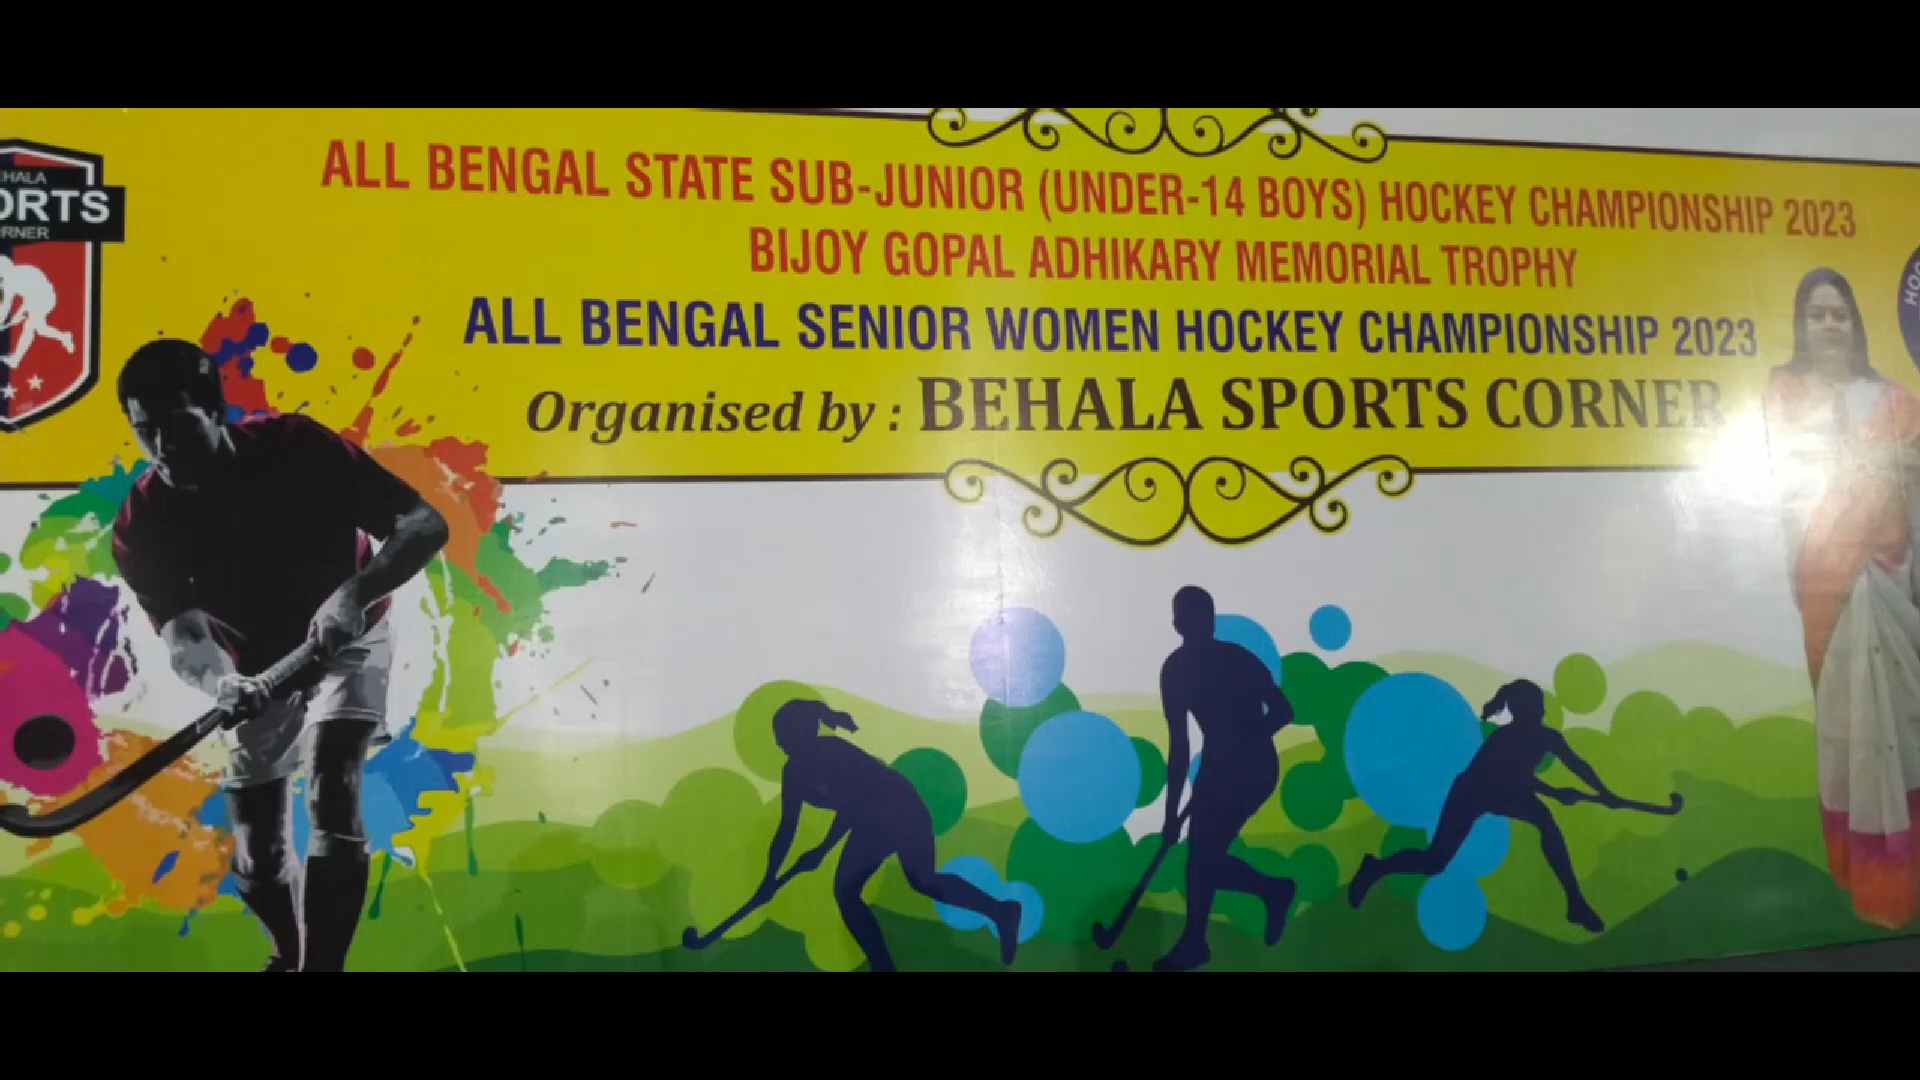 ALL BENGAL STATE SUB-JUNIOR (UNDER-14 BOYS) HOCKEY CHAMPIONSHIP 2023
BIJOY GOPAL ADHIKARY MEMORIAL TROPHY
ALL BENGAL SENIOR WOMEN HOCKEY CHAMPIONSHIP 2023
Organised by : BEHALA SPORTS CORNER